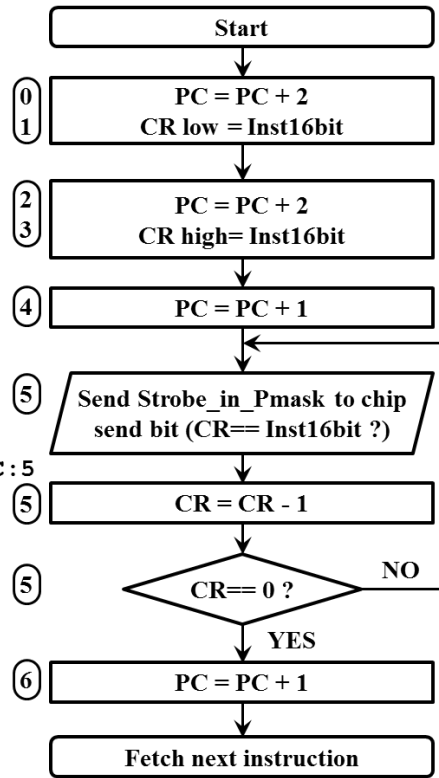 Start
0
1
PC = PC + 2
CR low = Inst16bit
2
3
PC = PC + 2
CR high= Inst16bit
4
PC = PC + 1
5
Send Strobe_in_Pmask to chip
send bit (CR== Inst16bit ?)
C:5
5
CR = CR - 1
5
CR== 0 ?
NO
YES
6
PC = PC + 1
Fetch next instruction